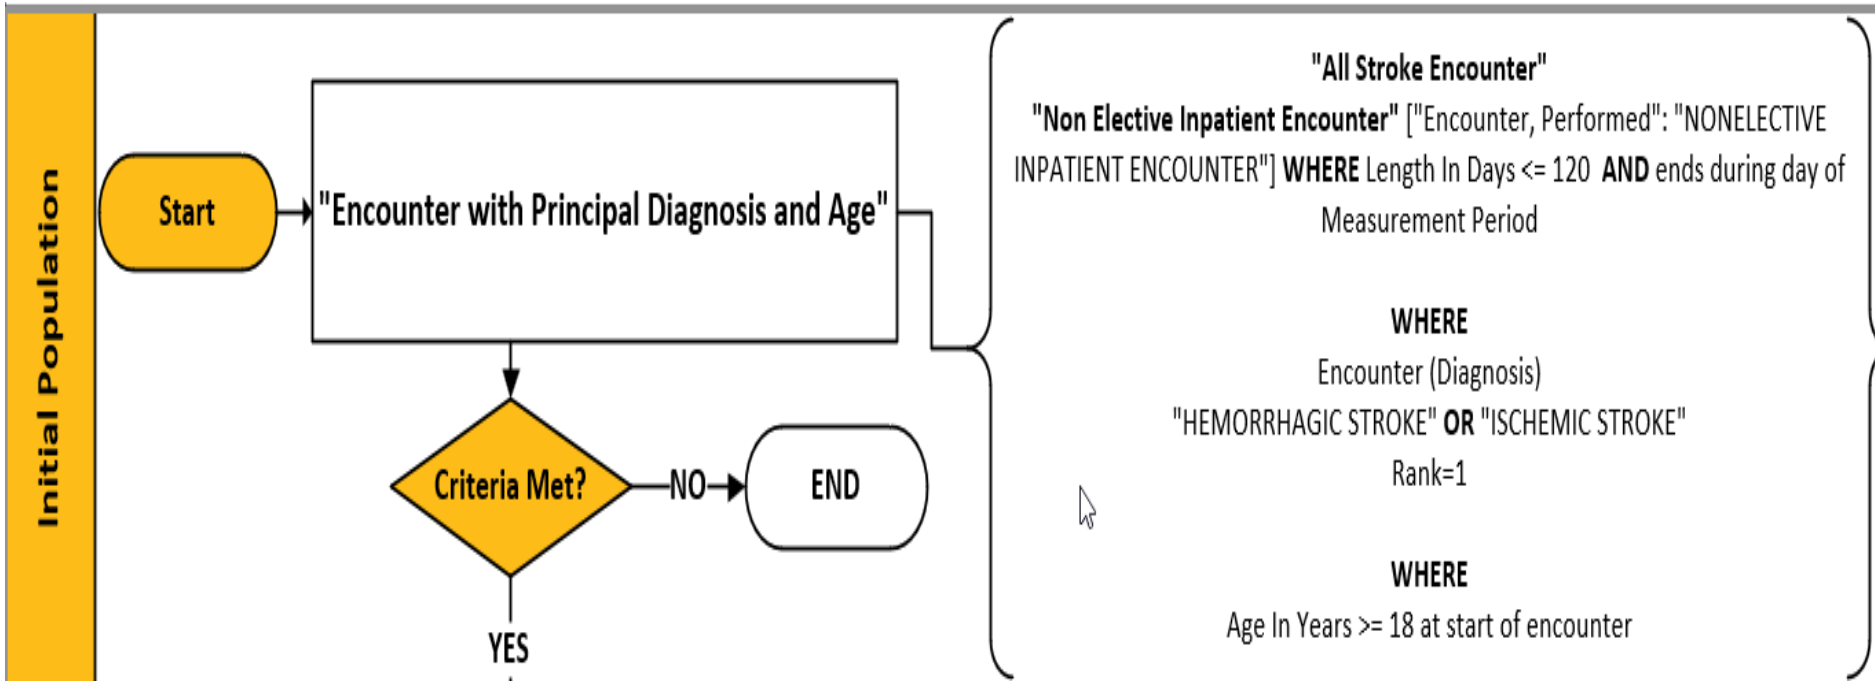 Initial Population
Start
"Encounter with Principal Diagnosis and Age"
Criteria Met?
NO
END
YES
"All Stroke Encounter"
"Non Elective Inpatient Encounter" ["Encounter, Performed": "NONELECTIVE
INPATIENT ENCOUNTER"] WHERE Length In Days <= 120 AND ends during day of
Measurement Period
WHERE
Encounter (Diagnosis)
"HEMORRHAGIC STROKE" OR "ISCHEMIC STROKE"
Rank=1
WHERE
Age In Years >= 18 at start of encounter